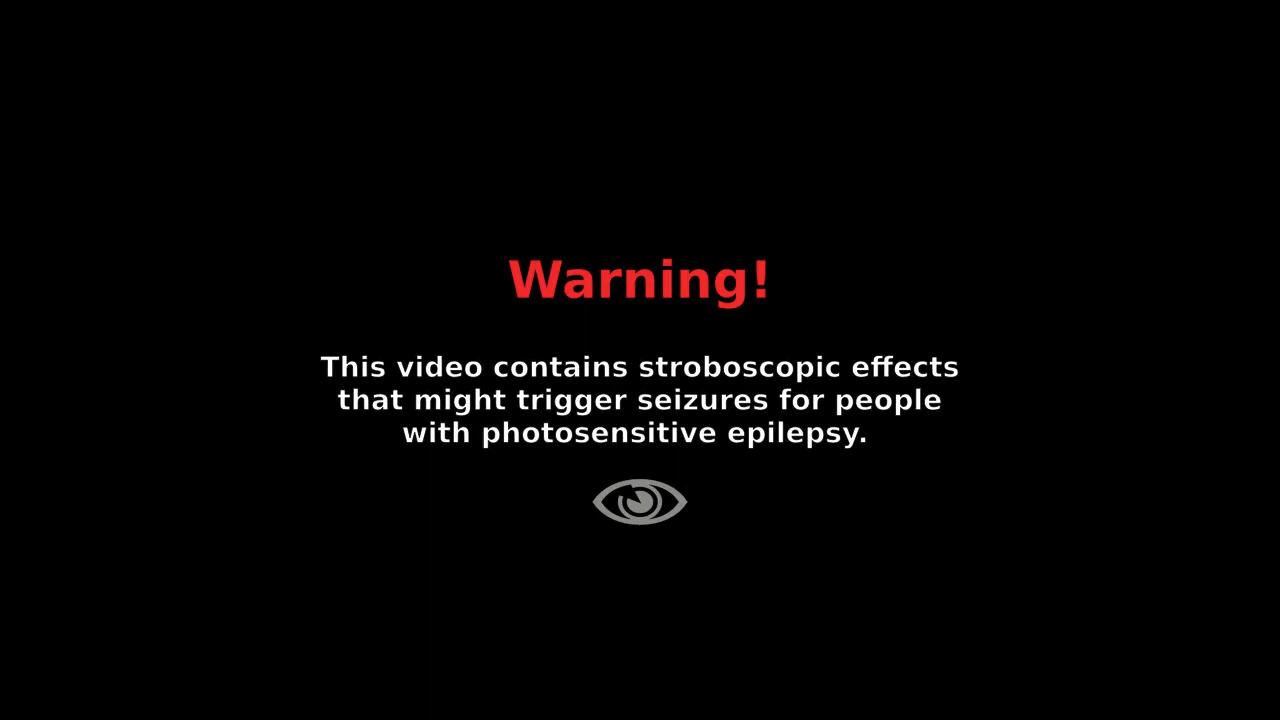 Warning!
This video contains stroboscopic effects
that might trigger seizures for people
with photosensitive epilepsy.